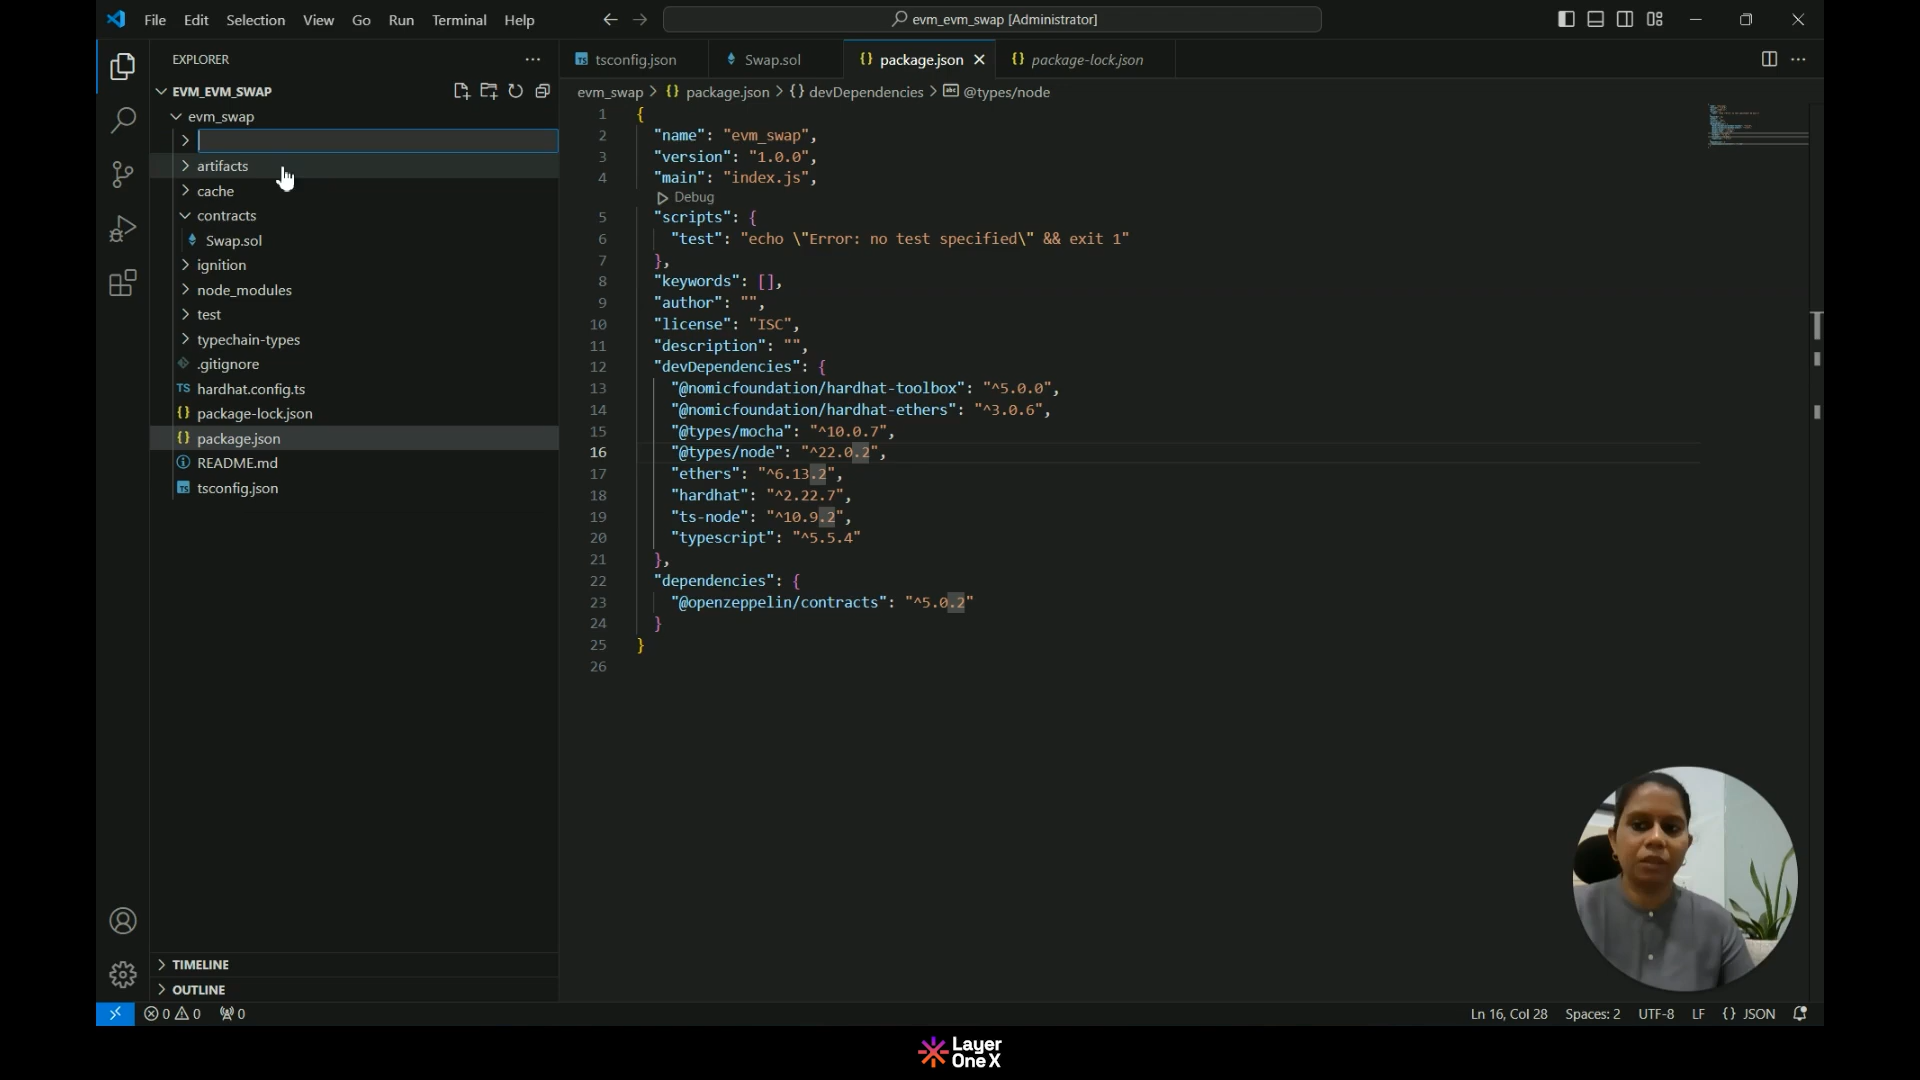 File Edit Selection View Go Run Terminal Help
evm_evm_swap [Administrator]
EXPLORER
EVM_EVM_SWAP
evm_swap
artifacts
cache
contracts
Swap.sol
ignition
node_modules
test
typechain-types
.gitignore
TS hardhat.config.ts
{} package-lock.json
{} package.json
README.md
TS tsconfig.json
TIMELINE
OUTLINE
TS tsconfig.json Swap.sol {} package.json {} package-lock.json
evm_swap > {} package.json > {} devDependencies > @types/node
1 {
2 "name": "evm_swap",
3 "version": "1.0.0",
4 "main": "index.js",
Debug
5 "scripts": {
6 "test": "echo \"Error: no test specified\" && exit 1"
7 },
8 "keywords": [],
9 "author": "",
10 "license": "ISC",
11 "description": "",
12 "devDependencies": {
13 "@nomicfoundation/hardhat-toolbox": "^5.0.0",
14 "@nomicfoundation/hardhat-ethers": "^3.0.6",
15 "@types/mocha": "^10.0.7",
16 "@types/node": "^22.0.2",
17 "ethers": "^6.13.2",
18 "hardhat": "^2.22.7",
19 "ts-node": "^10.9.2",
20 "typescript": "^5.5.4"
21 },
22 "dependencies": {
23 "@openzeppelin/contracts": "^5.0.2"
24 }
25 }
26
0 0 0
Ln 16, Col 28 Spaces: 2 UTF-8 LF {} JSON
Layer
One X